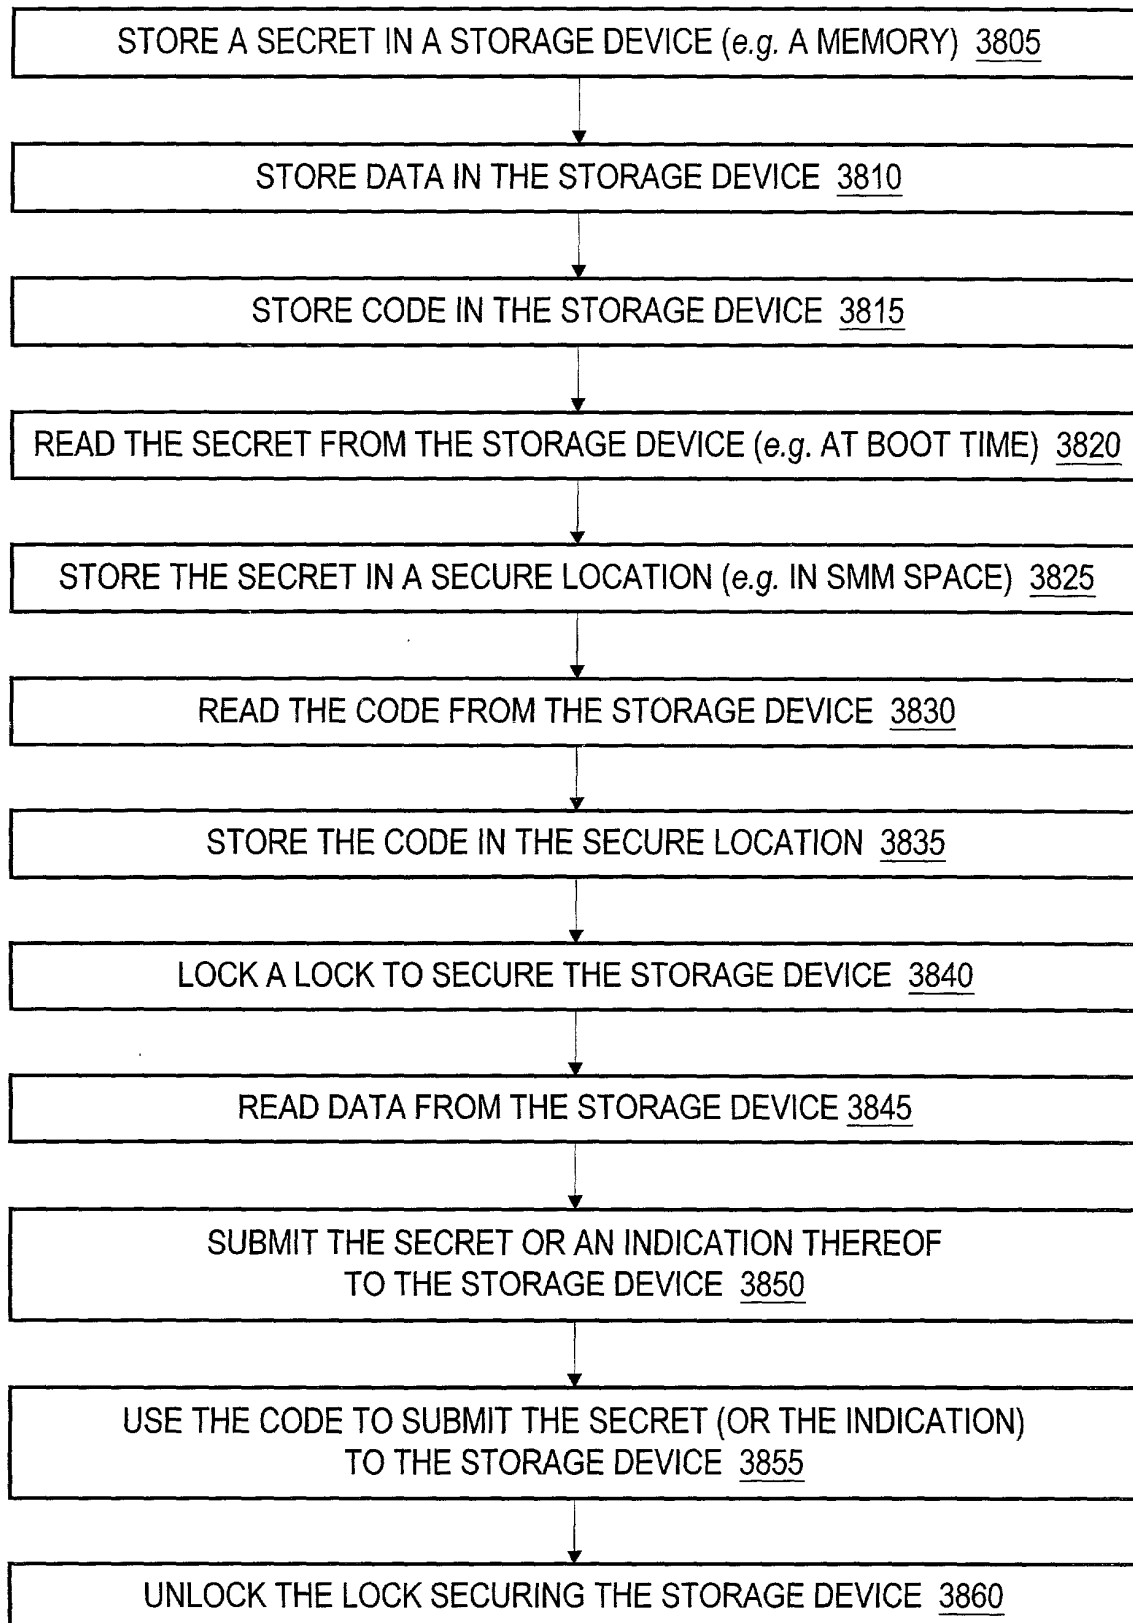 STORE A SECRET IN A STORAGE DEVICE (e.g. A MEMORY) 3805
STORE DATA IN THE STORAGE DEVICE 3810
STORE CODE IN THE STORAGE DEVICE 3815
READ THE SECRET FROM THE STORAGE DEVICE (e.g. AT BOOT TIME) 3820
STORE THE SECRET IN A SECURE LOCATION (e.g. IN SMM SPACE) 3825
READ THE CODE FROM THE STORAGE DEVICE 3830
STORE THE CODE IN THE SECURE LOCATION 3835
LOCK A LOCK TO SECURE THE STORAGE DEVICE 3840
READ DATA FROM THE STORAGE DEVICE 3845
SUBMIT THE SECRET OR AN INDICATION THEREOF
TO THE STORAGE DEVICE 3850
USE THE CODE TO SUBMIT THE SECRET (OR THE INDICATION)
TO THE STORAGE DEVICE 3855
UNLOCK THE LOCK SECURING THE STORAGE DEVICE 3860